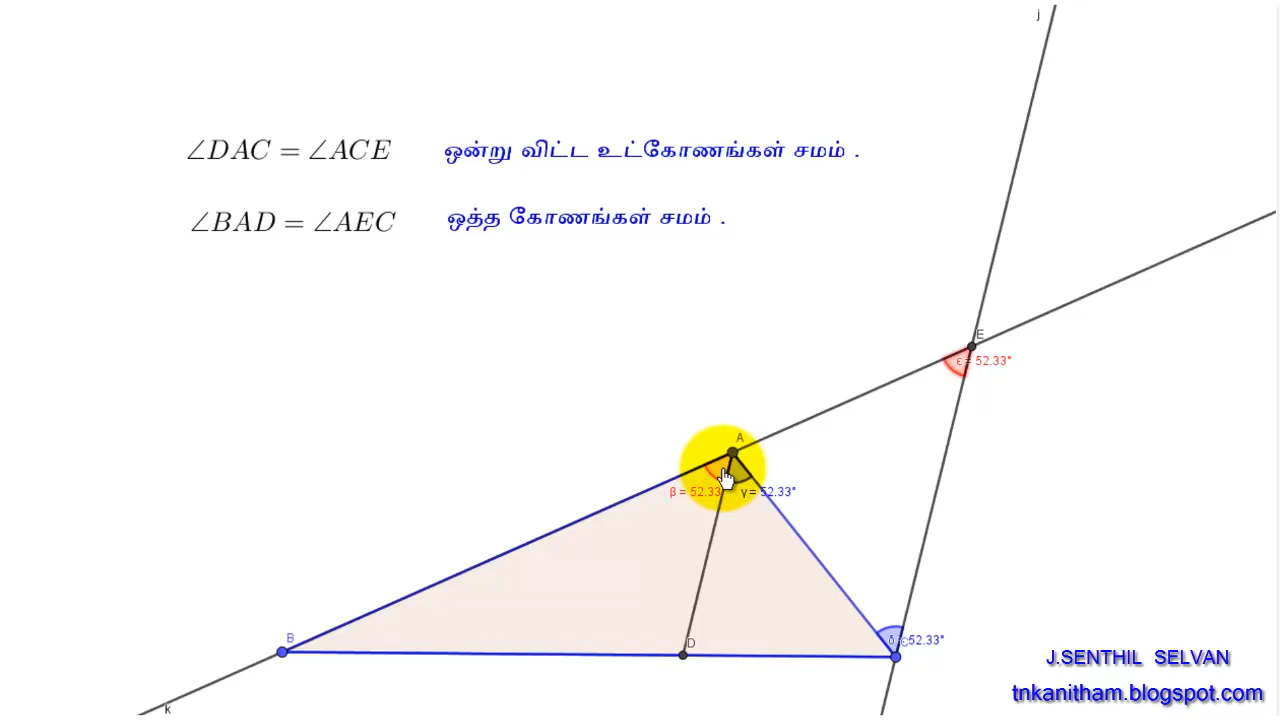 j
∠DAC = ∠ACE ஒன்று விட்ட உட்கோணங்கள் சமம் .
∠BAD = ∠AEC ஒத்த கோணங்கள் சமம் .
E
ε = 52.33°
A
β = 52.33° γ = 52.33°
B
D
δ = 52.33°
C
J.SENTHIL SELVAN
tnkanitham.blogspot.com
k